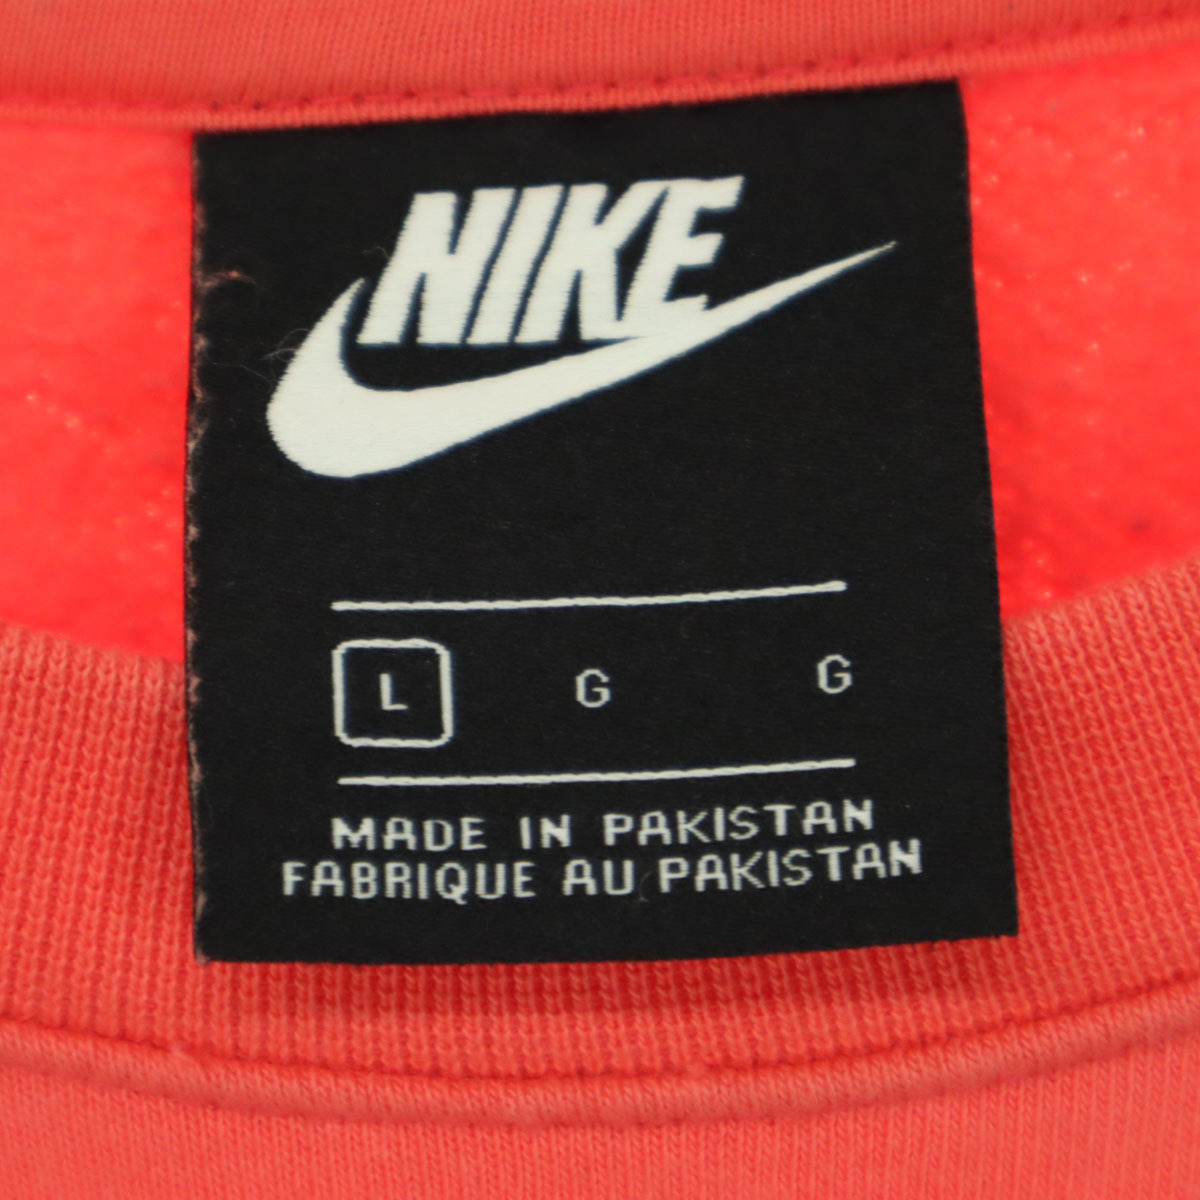 NIKE
L G G
MADE IN PAKISTAN
FABRIQUE AU PAKISTAN